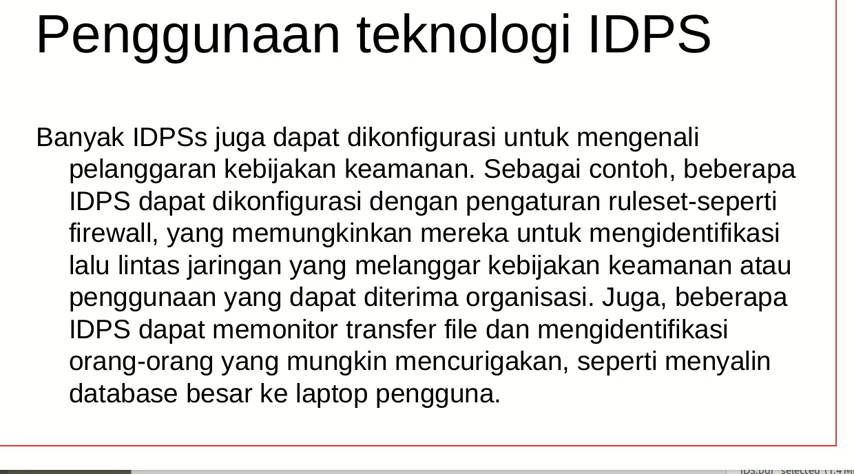 Penggunaan teknologi IDPS
Banyak IDPSs juga dapat dikonfigurasi untuk mengenali
pelanggaran kebijakan keamanan. Sebagai contoh, beberapa
IDPS dapat dikonfigurasi dengan pengaturan ruleset-seperti
firewall, yang memungkinkan mereka untuk mengidentifikasi
lalu lintas jaringan yang melanggar kebijakan keamanan atau
penggunaan yang dapat diterima organisasi. Juga, beberapa
IDPS dapat memonitor transfer file dan mengidentifikasi
orang-orang yang mungkin mencurigakan, seperti menyalin
database besar ke laptop pengguna.